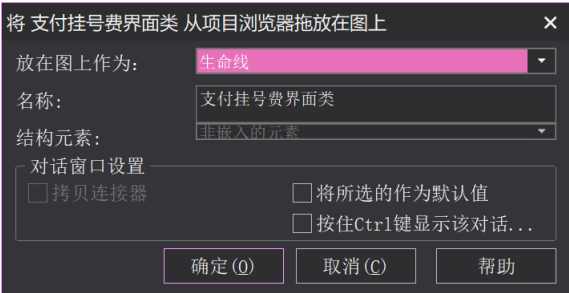 将 支付挂号费界面类 从项目浏览器拖放在图上
放在图上作为:
生命线
名称:
支付挂号费界面类
结构元素:
非嵌入的元素
对话窗口设置
拷贝连接器
将所选的作为默认值
按住Ctrl键显示该对话...
确定(O)
取消(C)
帮助